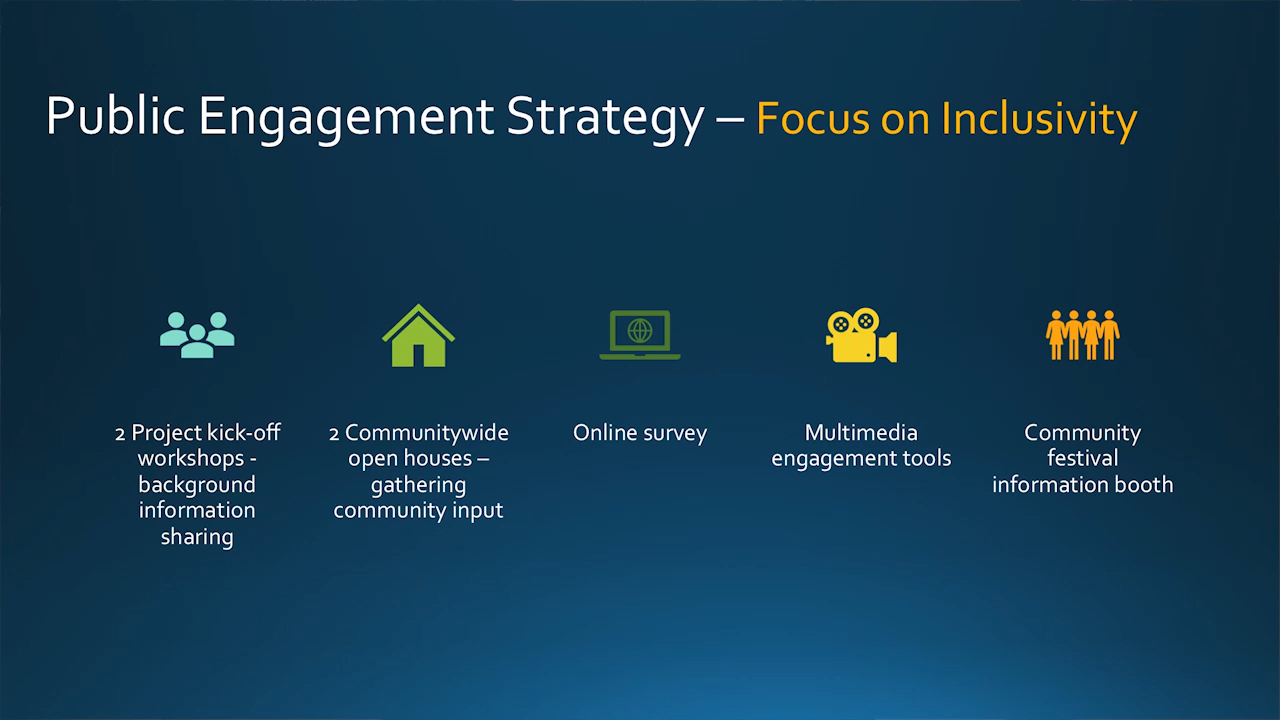 Public Engagement Strategy – Focus on Inclusivity
2 Project kick-off
workshops -
background
information
sharing
2 Communitywide
open houses –
gathering
community input
Online survey
Multimedia
engagement tools
Community
festival
information booth